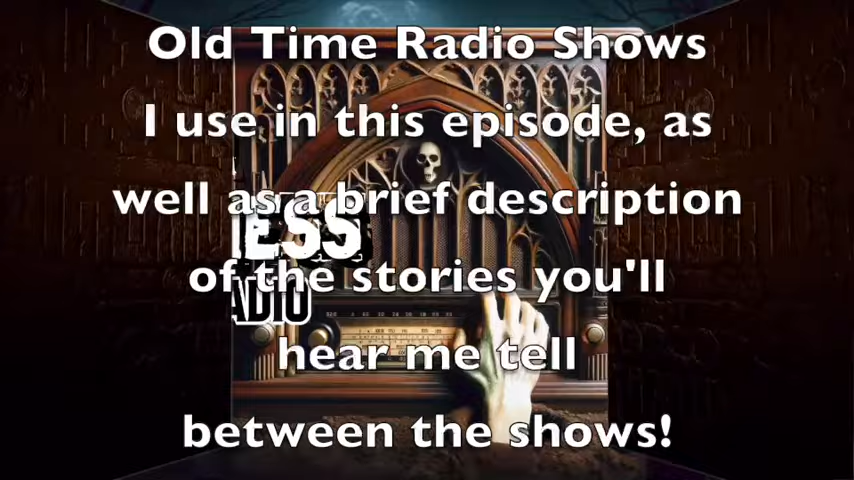 Old Time Radio Shows
I use in this episode, as
well as a brief description
of the stories you'll
hear me tell
between the shows!